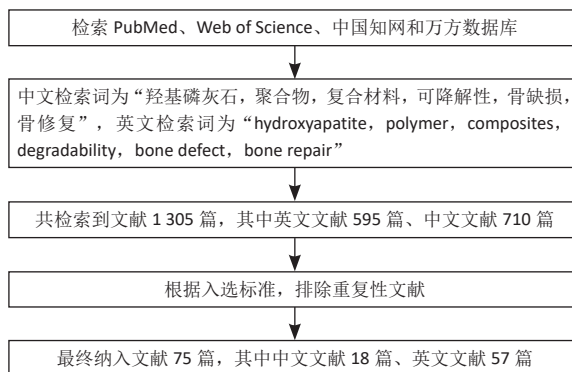 检索 PubMed、Web of Science、中国知网和万方数据库
中文检索词为“羟基磷灰石，聚合物，复合材料，可降解性，骨缺损，
骨修复”，英文检索词为“hydroxyapatite，polymer，composites，
degradability，bone defect，bone repair”
共检索到文献 1 305 篇，其中英文文献 595 篇、中文文献 710 篇
根据入选标准，排除重复性文献
最终纳入文献 75 篇，其中中文文献 18 篇、英文文献 57 篇